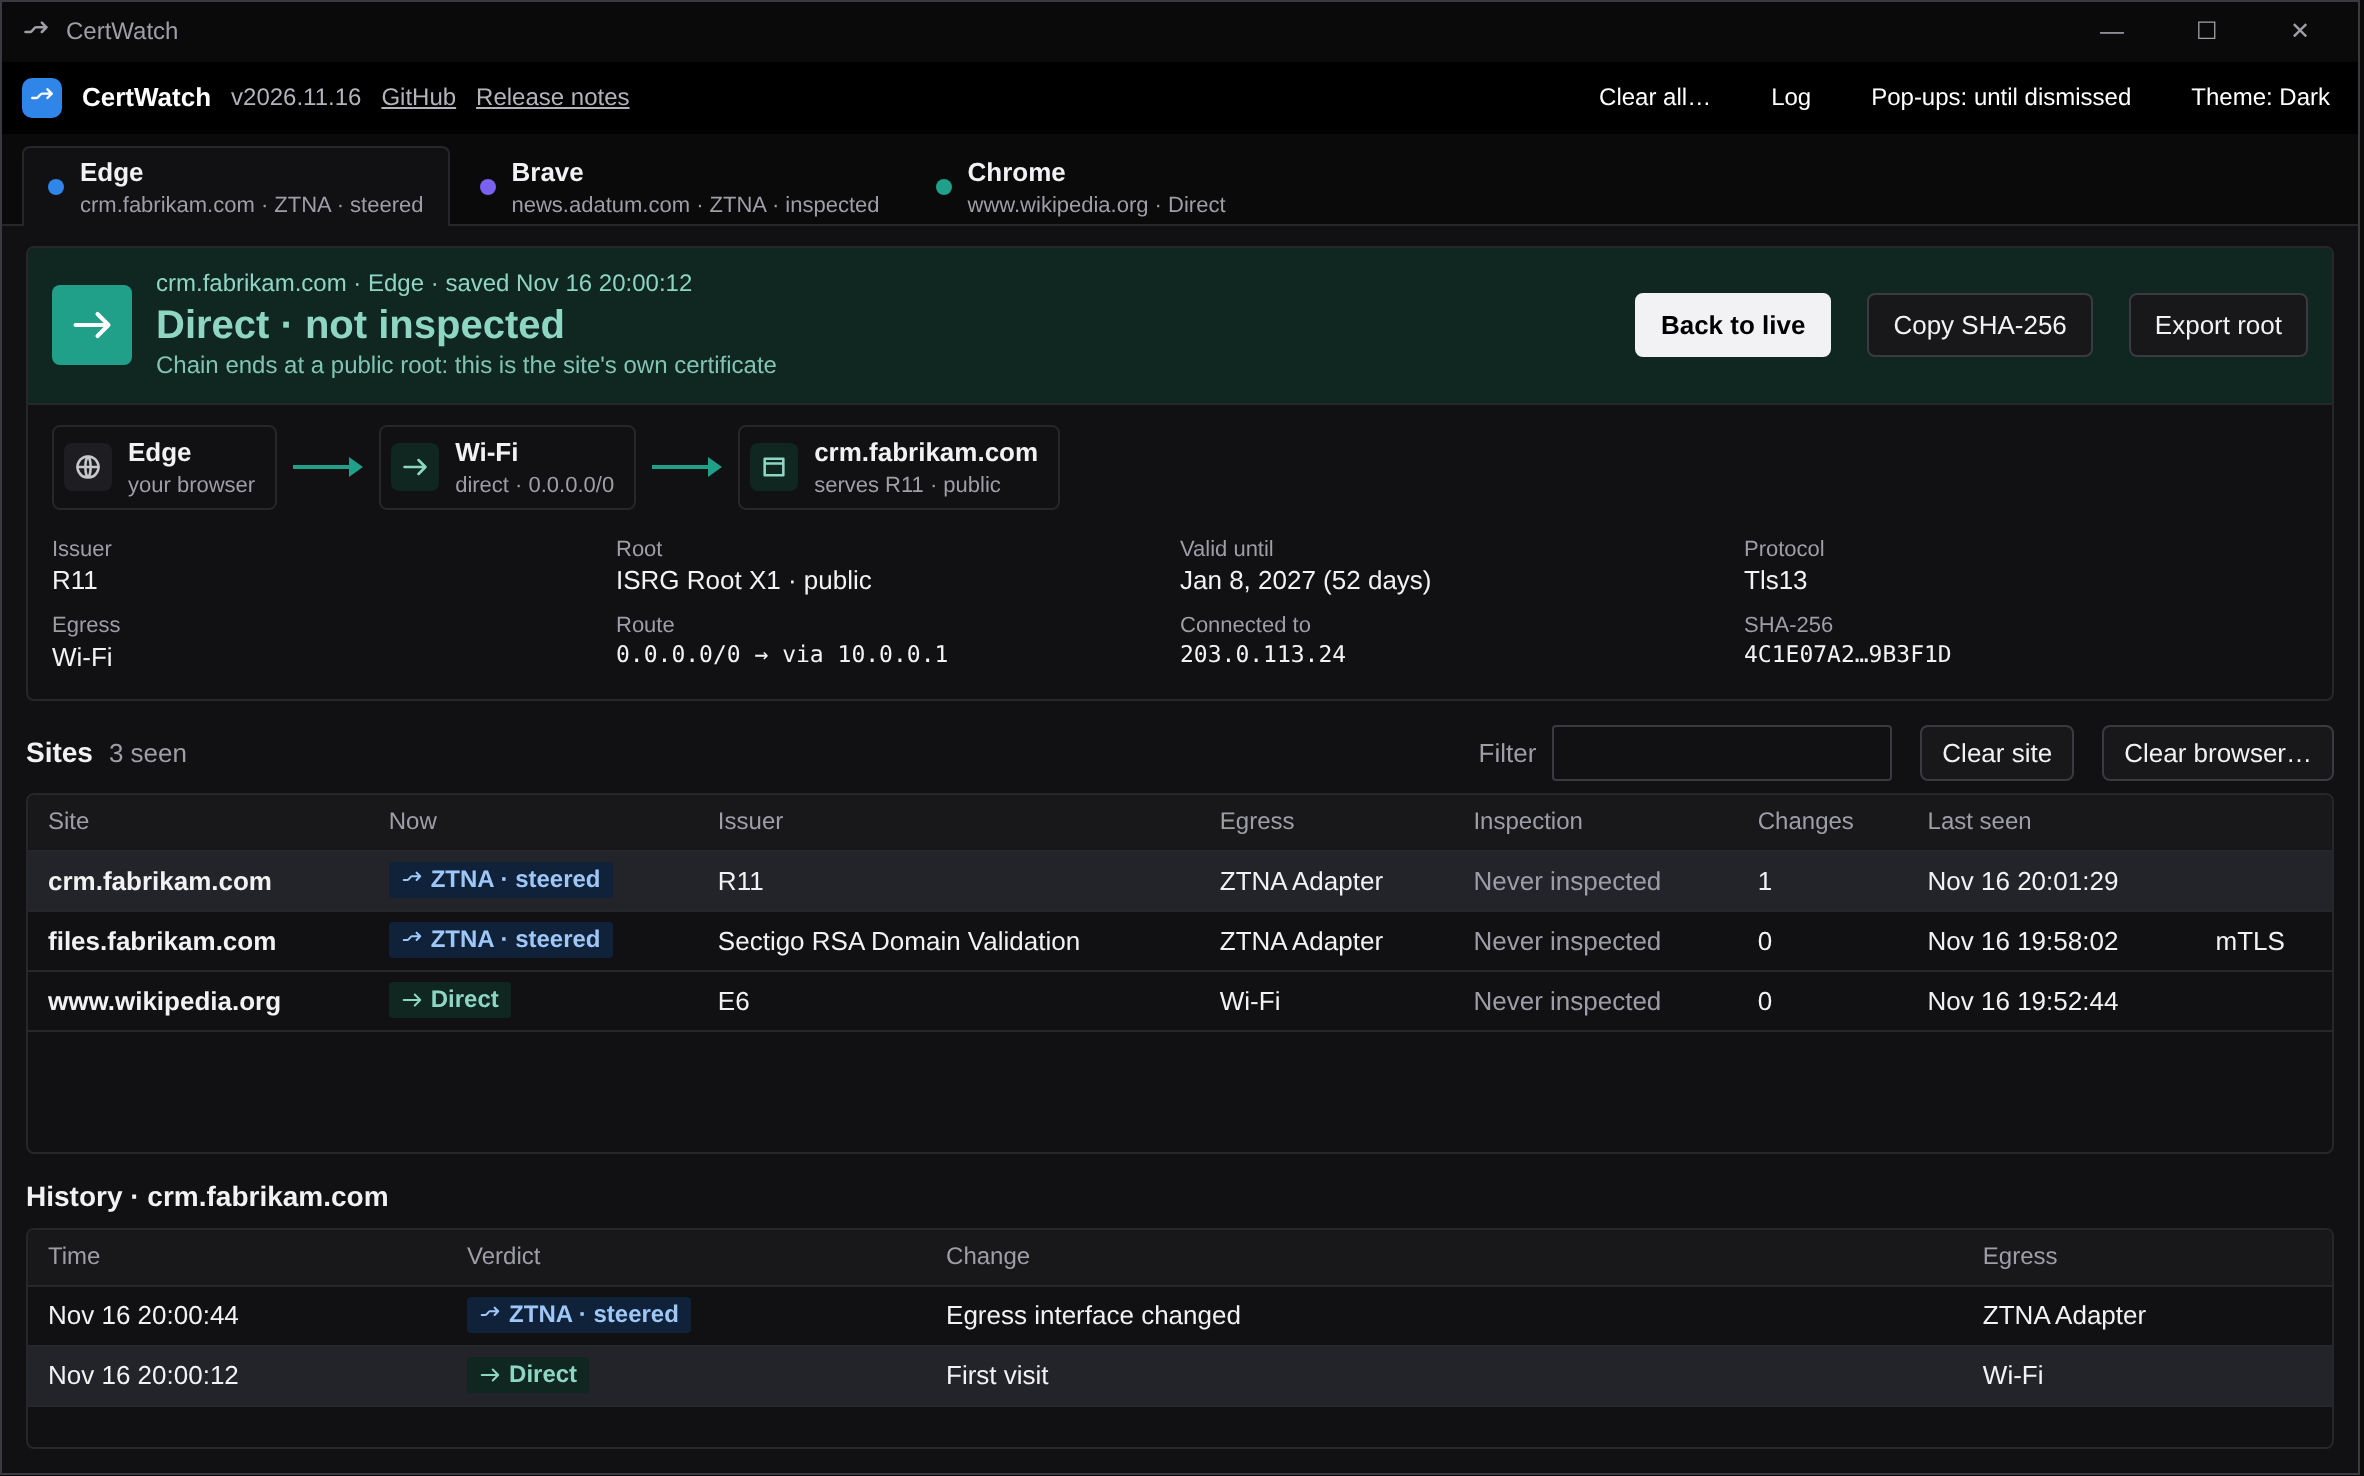 CertWatch
CertWatch v2026.11.16 GitHub Release notes Clear all… Log Pop-ups: until dismissed Theme: Dark
Edge
crm.fabrikam.com · ZTNA · steered
Brave
news.adatum.com · ZTNA · inspected
Chrome
www.wikipedia.org · Direct
crm.fabrikam.com · Edge · saved Nov 16 20:00:12
Direct · not inspected
Chain ends at a public root: this is the site's own certificate
Back to live Copy SHA-256 Export root
Edge
your browser
Wi-Fi
direct · 0.0.0.0/0
crm.fabrikam.com
serves R11 · public
Issuer Root Valid until Protocol
R11 ISRG Root X1 · public Jan 8, 2027 (52 days) Tls13
Egress Route Connected to SHA-256
Wi-Fi 0.0.0.0/0 → via 10.0.0.1 203.0.113.24 4C1E07A2…9B3F1D
Sites 3 seen Filter Clear site Clear browser…
Site Now Issuer Egress Inspection Changes Last seen
crm.fabrikam.com ZTNA · steered R11 ZTNA Adapter Never inspected 1 Nov 16 20:01:29
files.fabrikam.com ZTNA · steered Sectigo RSA Domain Validation ZTNA Adapter Never inspected 0 Nov 16 19:58:02 mTLS
www.wikipedia.org Direct E6 Wi-Fi Never inspected 0 Nov 16 19:52:44
History · crm.fabrikam.com
Time Verdict Change Egress
Nov 16 20:00:44 ZTNA · steered Egress interface changed ZTNA Adapter
Nov 16 20:00:12 Direct First visit Wi-Fi